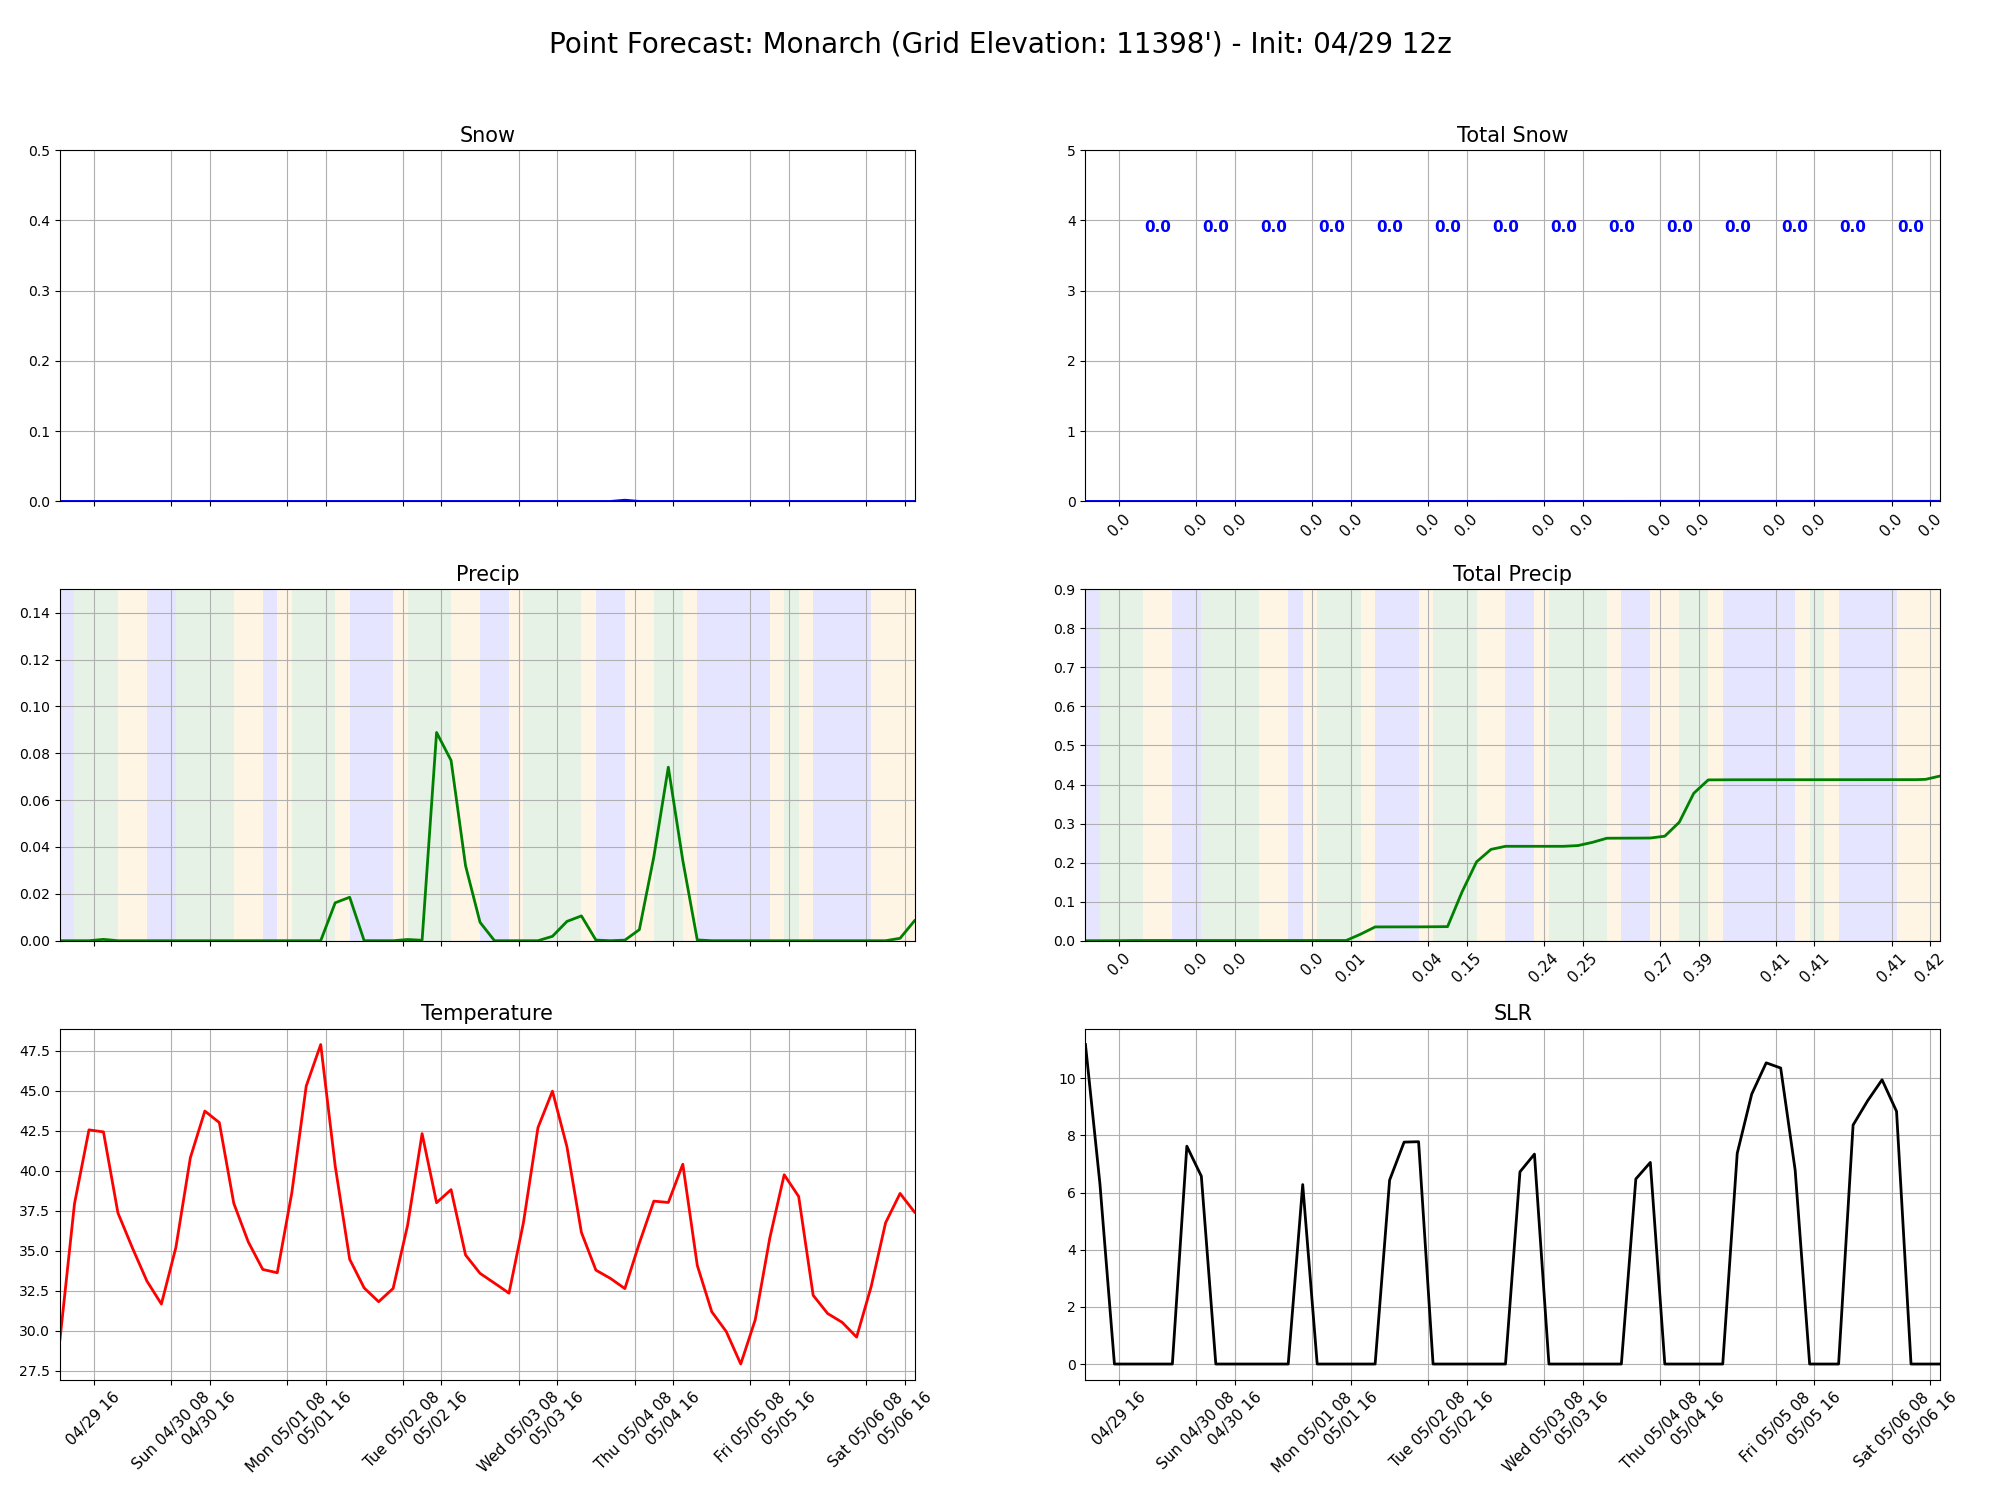 Point Forecast: Monarch (Grid Elevation: 11398') - Init: 04/29 12z
Snow
0.5
0.4
0.3
0.2
0.1
0.0
Total Snow
5
4
3
2
1
0
0.0 0.0 0.0 0.0 0.0 0.0 0.0 0.0 0.0 0.0 0.0 0.0 0.0 0.0
0.0 0.0 0.0 0.0 0.0 0.0 0.0 0.0 0.0 0.0 0.0 0.0 0.0 0.0 0.0
Precip
0.14
0.12
0.10
0.08
0.06
0.04
0.02
0.00
Total Precip
0.9
0.8
0.7
0.6
0.5
0.4
0.3
0.2
0.1
0.0
0.0 0.0 0.0 0.0 0.01 0.04 0.15 0.24 0.25 0.27 0.39 0.41 0.41 0.41 0.42
Temperature
47.5
45.0
42.5
40.0
37.5
35.0
32.5
30.0
27.5
04/29 16
Sun 04/30 08
04/30 16
Mon 05/01 08
05/01 16
Tue 05/02 08
05/02 16
Wed 05/03 08
05/03 16
Thu 05/04 08
05/04 16
Fri 05/05 08
05/05 16
Sat 05/06 08
05/06 16
SLR
10
8
6
4
2
0
04/29 16
Sun 04/30 08
04/30 16
Mon 05/01 08
05/01 16
Tue 05/02 08
05/02 16
Wed 05/03 08
05/03 16
Thu 05/04 08
05/04 16
Fri 05/05 08
05/05 16
Sat 05/06 08
05/06 16